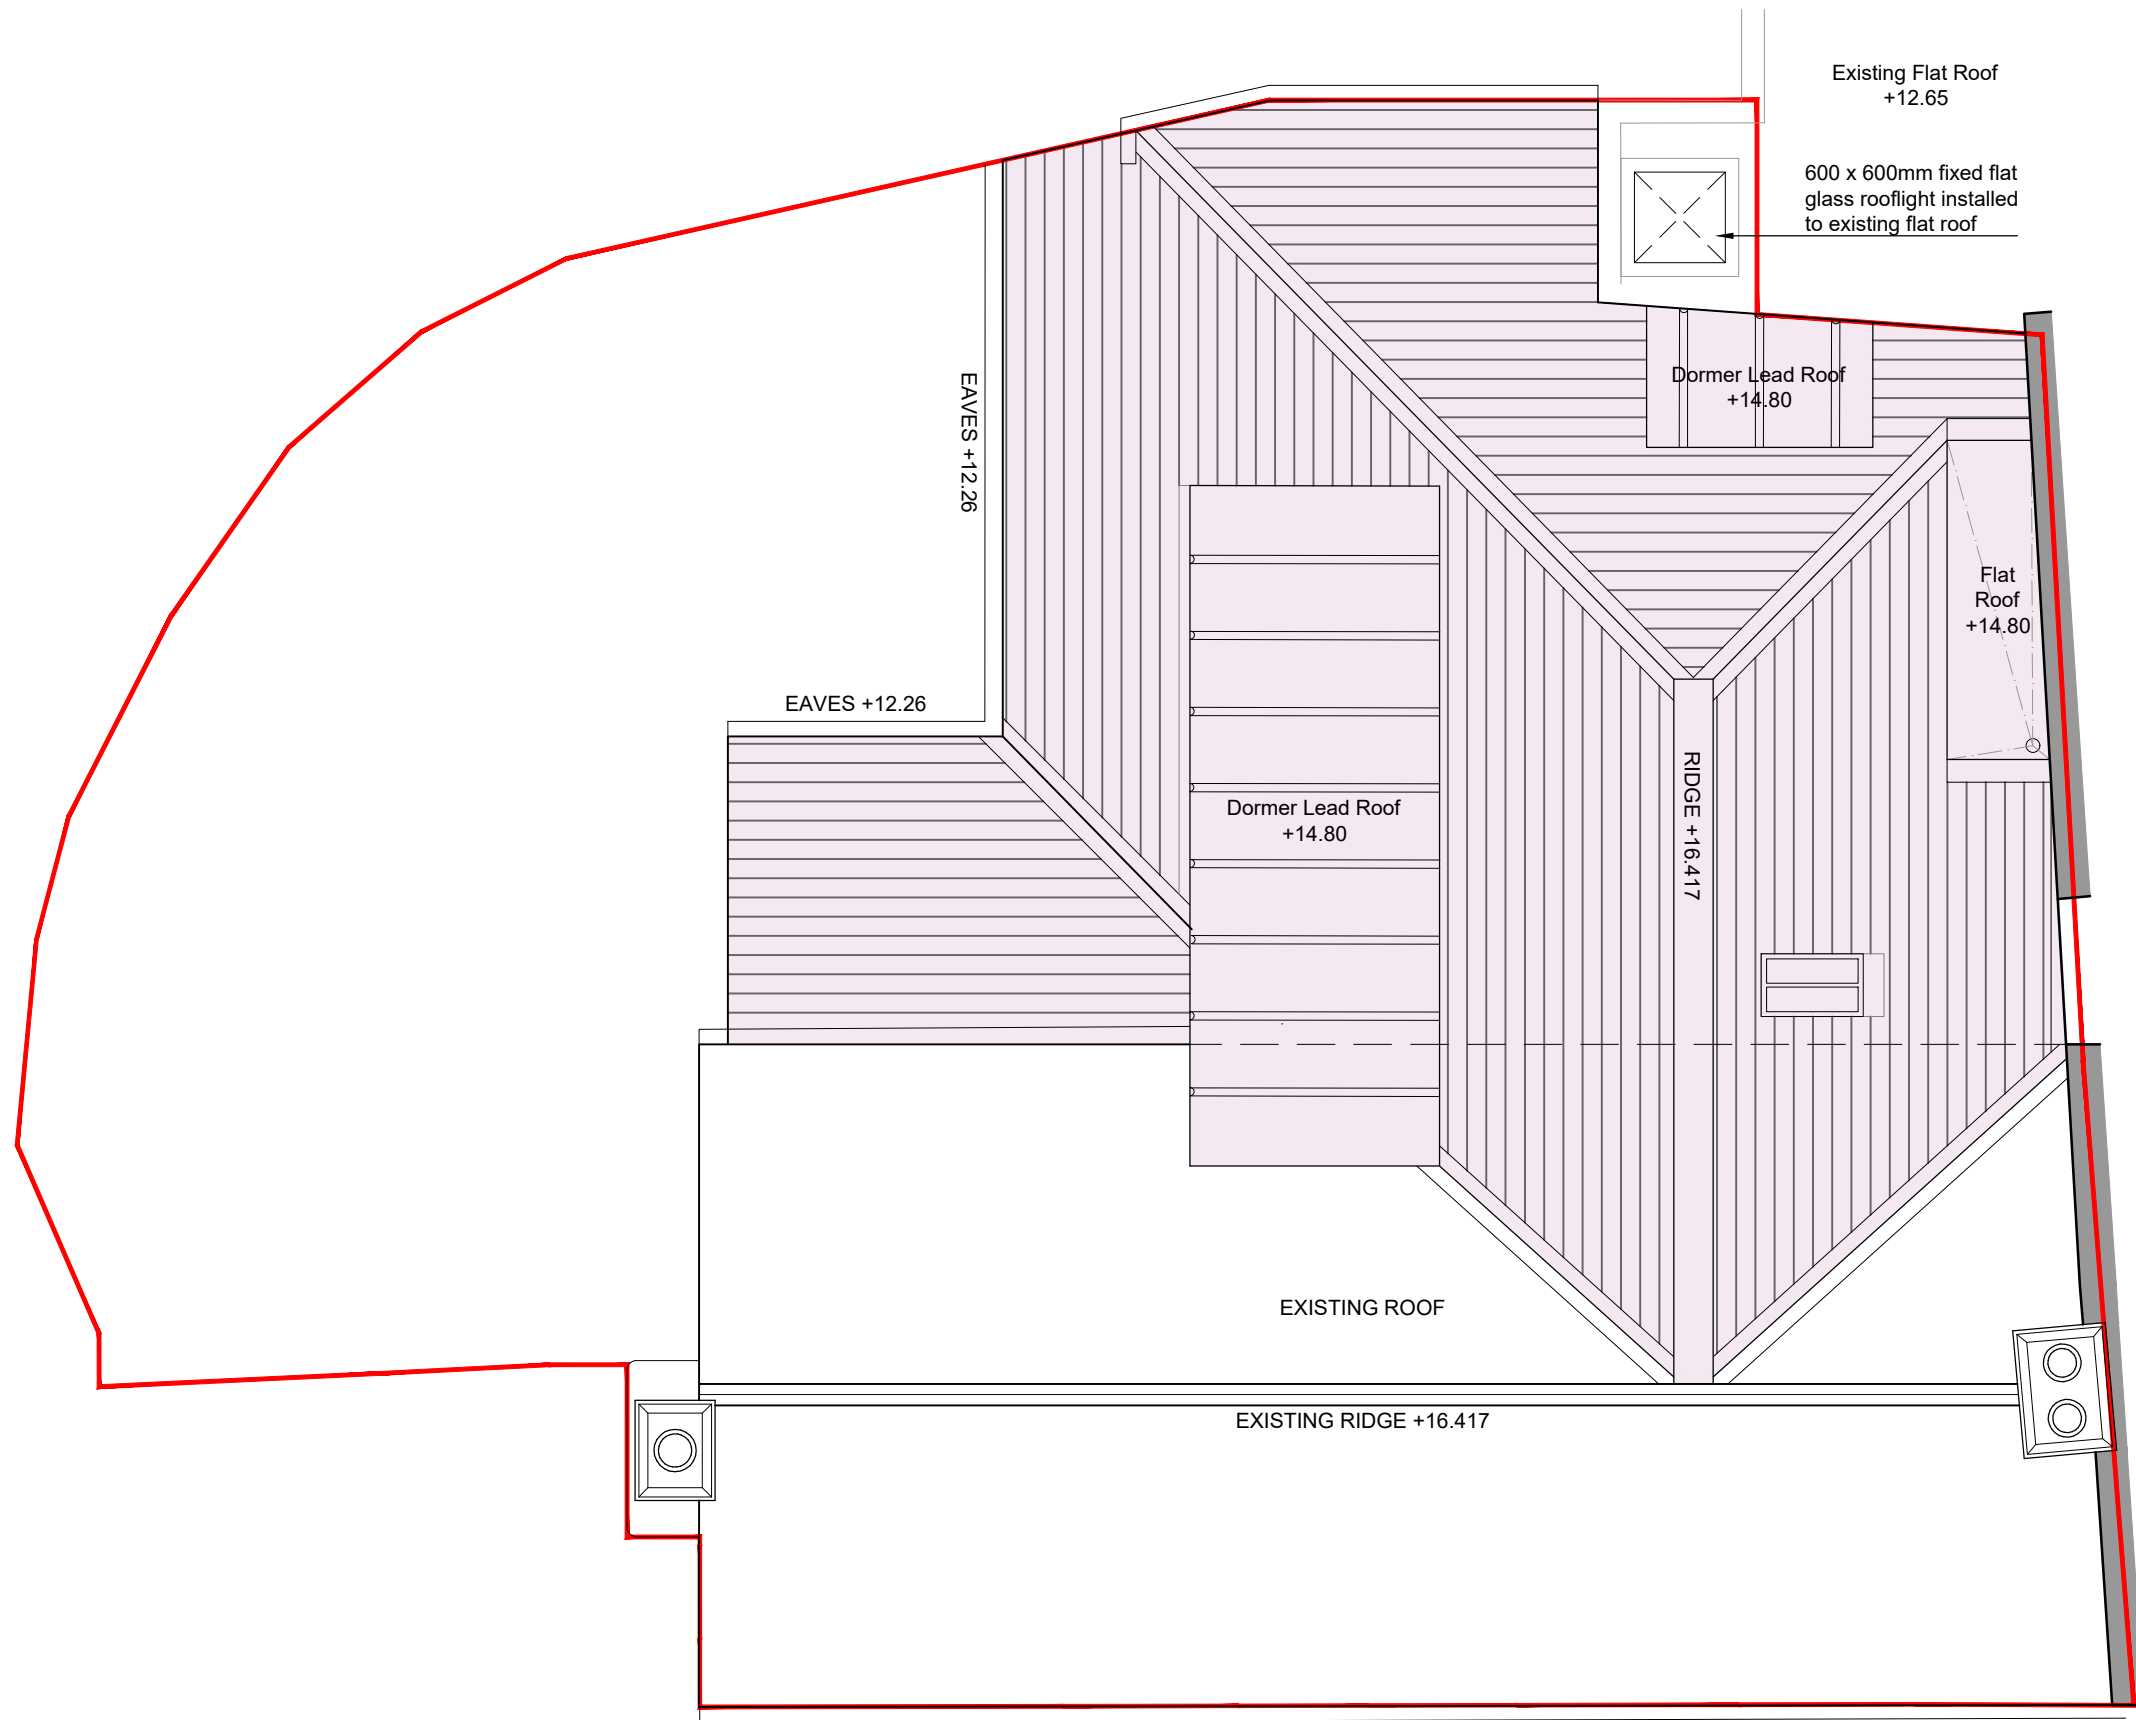 Existing Flat Roof
+12.65
600 x 600mm fixed flat
glass rooflight installed
to existing flat roof
Dormer Lead Roof
+14.80
EAVES +12.26
Flat
Roof
+14.80
EAVES +12.26
RIDGE +16.417
Dormer Lead Roof
+14.80
EXISTING ROOF
EXISTING RIDGE +16.417